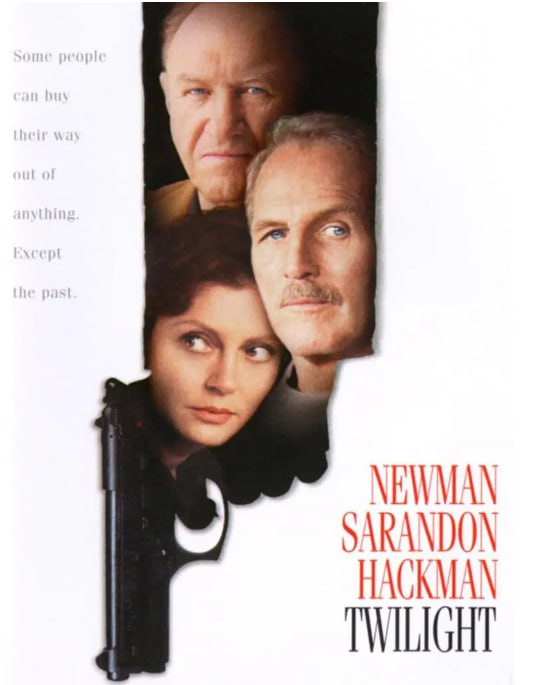 Some people
can buy
their way
out of
anything.
Except
the past.
NEWMAN
SARANDON
HACKMAN
TWILIGHT